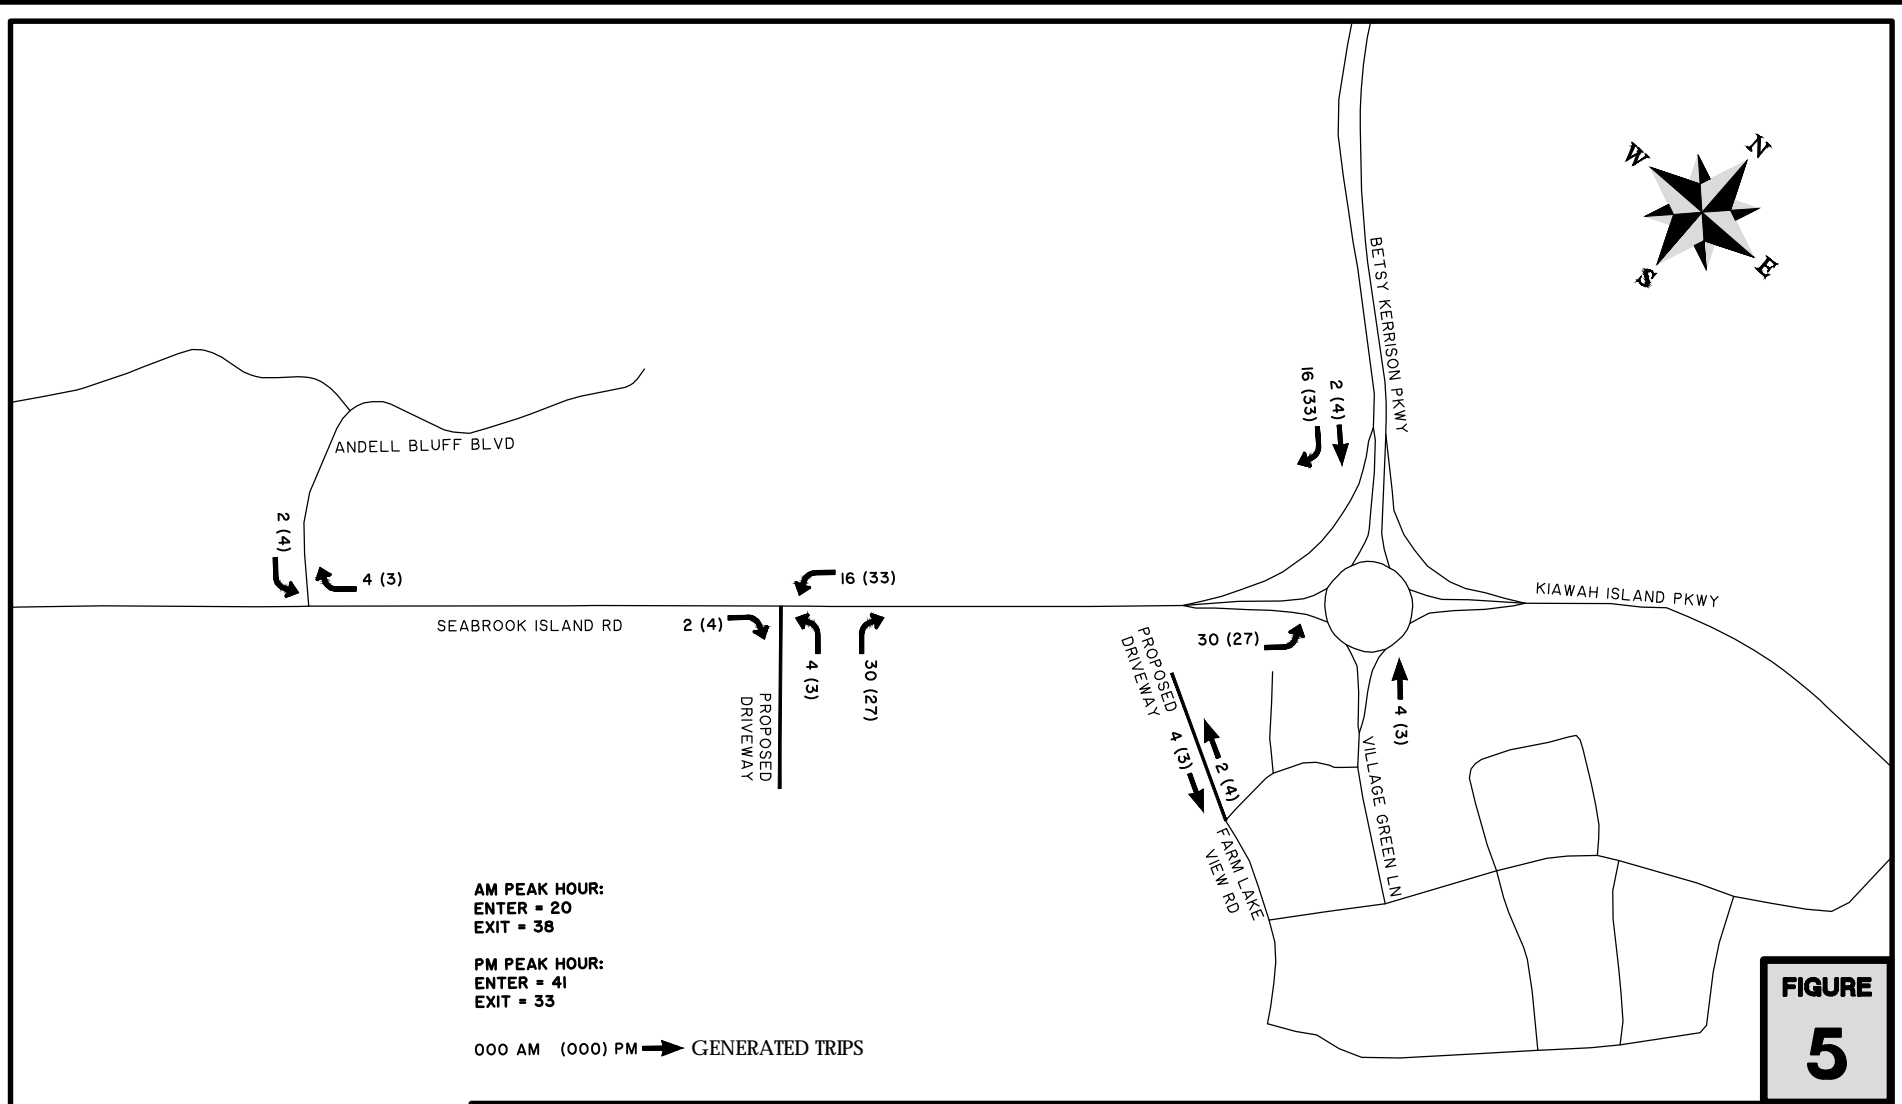 W
N
S
E
BETSY KERRISON PKWY
16 (33)
2 (4)
ANDELL BLUFF BLVD
2 (4)
4 (3)
16 (33)
KIAWAH ISLAND PKWY
SEABROOK ISLAND RD
2 (4)
4 (3)
30 (27)
PROPOSED
DRIVEWAY
30 (27)
4 (3)
PROPOSED
DRIVEWAY
4 (3)
2 (4)
VILLAGE GREEN LN
FARM LAKE
VIEW RD
AM PEAK HOUR:
ENTER = 20
EXIT = 38
PM PEAK HOUR:
ENTER = 41
EXIT = 33
000 AM (000) PM GENERATED TRIPS
FIGURE
5